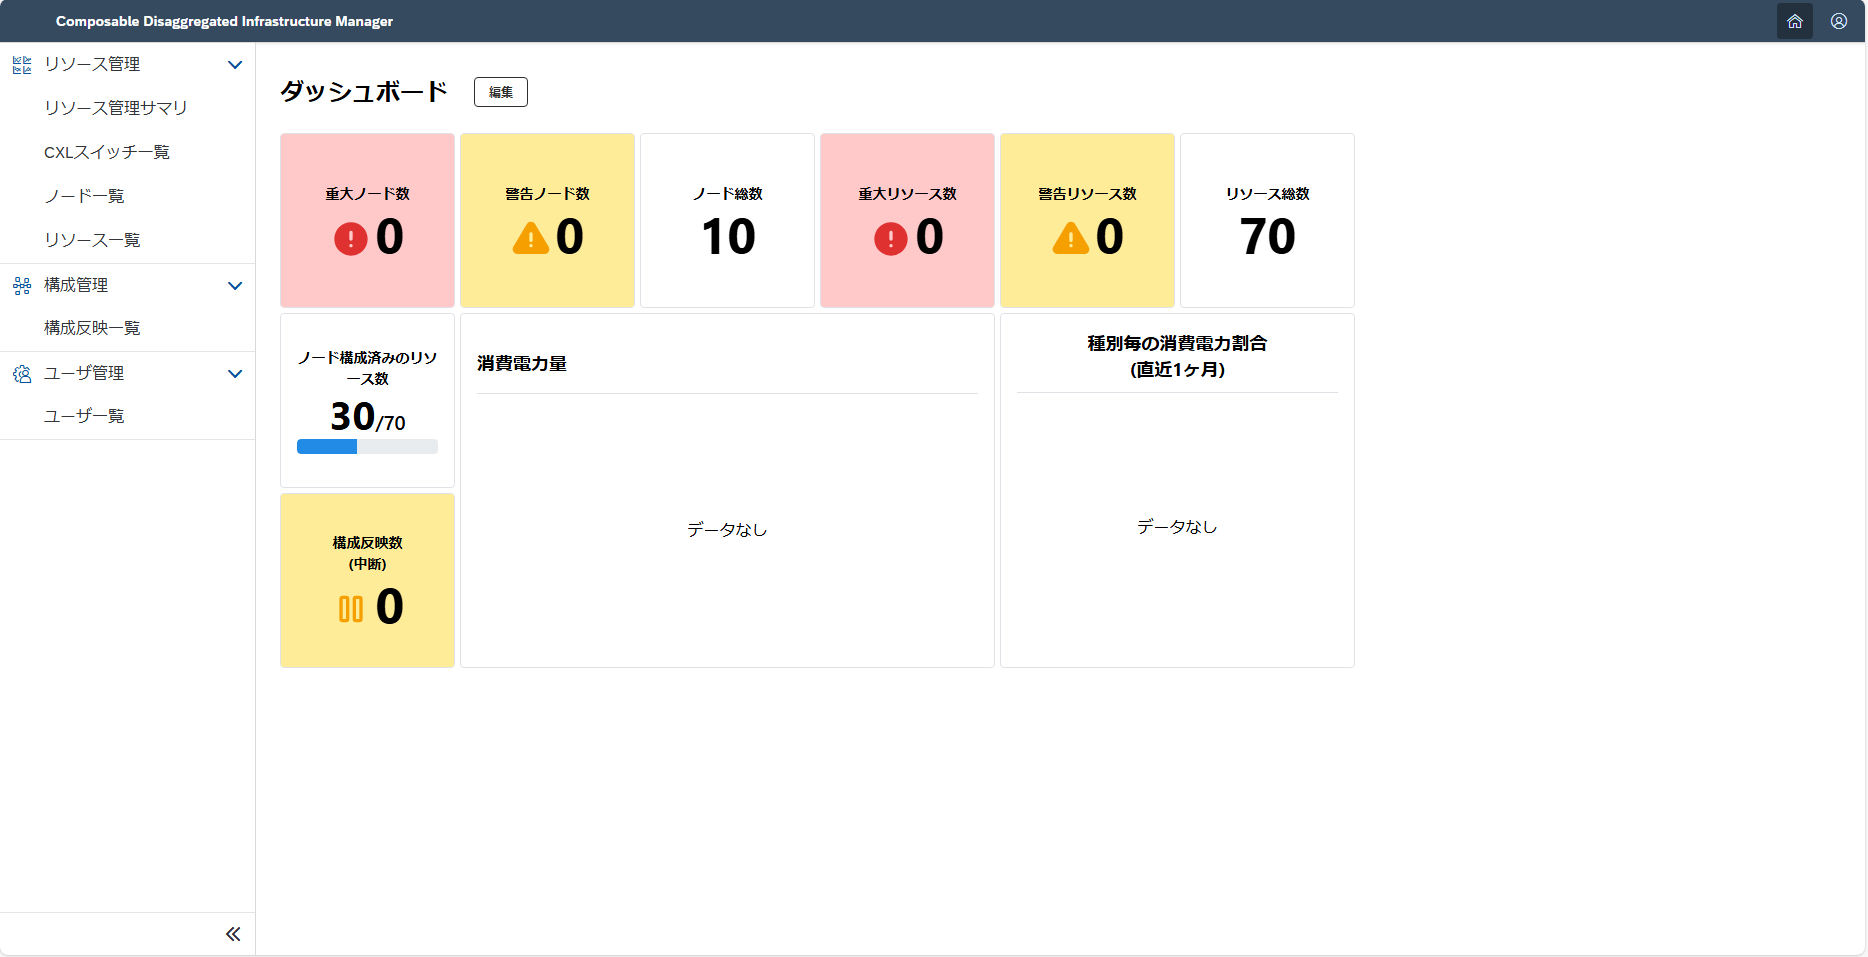 Composable Disaggregated Infrastructure Manager
リソース管理
リソース管理サマリ
CXLスイッチ一覧
ノード一覧
リソース一覧
構成管理
構成反映一覧
ユーザ管理
ユーザ一覧
ダッシュボード
編集
重大ノード数
0
警告ノード数
0
ノード総数
10
重大リソース数
0
警告リソース数
0
リソース総数
70
ノード構成済みのリソ
ース数
30/70
構成反映数
(中断)
0
消費電力量
データなし
種別毎の消費電力割合
(直近1ヶ月)
データなし